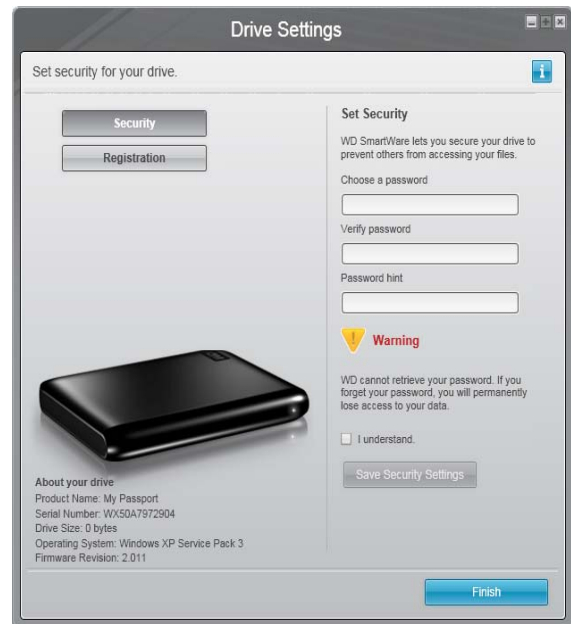 Drive Settings
Set security for your drive.
Security
Registration
About your drive
Product Name: My Passport
Serial Number: WX50A7972904
Drive Size: 0 bytes
Operating System: Windows XP Service Pack 3
Firmware Revision: 2.011
Set Security
WD SmartWare lets you secure your drive to
prevent others from accessing your files.
Choose a password
Verify password
Password hint
Warning
WD cannot retrieve your password. If you
forget your password, you will permanently
lose access to your data.
I understand.
Save Security Settings
Finish